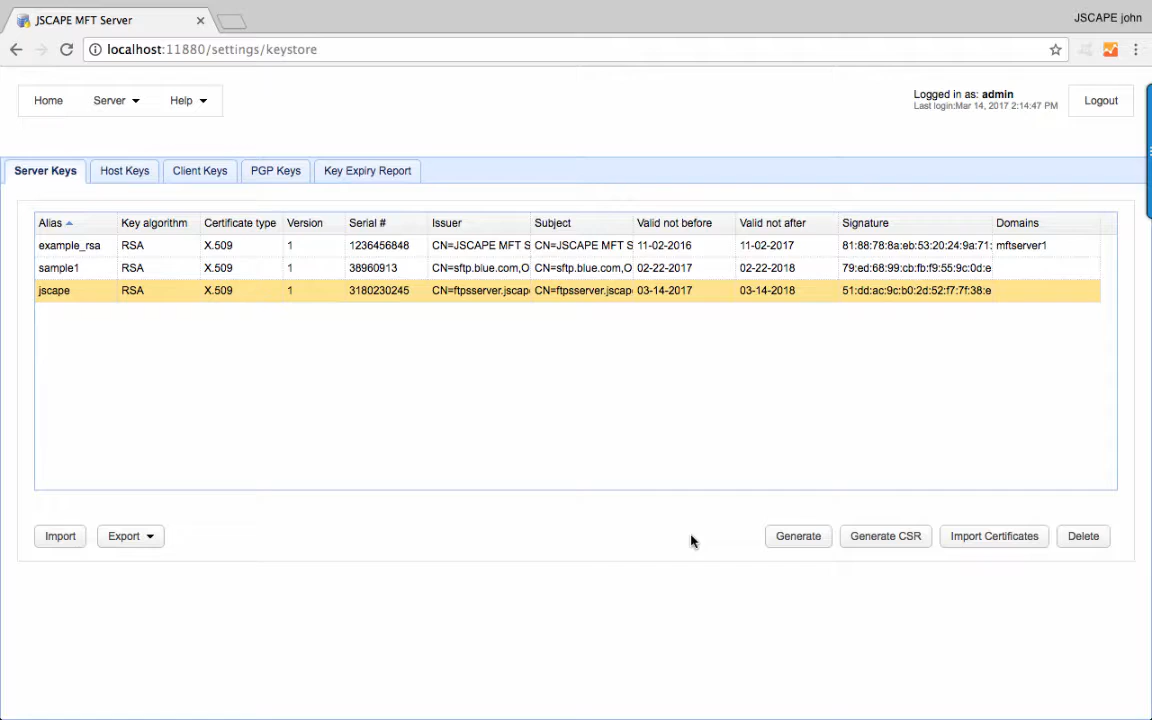 JSCAPE MFT Server
JSCAPE john
localhost:11880/settings/keystore
Home Server Help
Logged in as: admin
Last login:Mar 14, 2017 2:14:47 PM
Logout
Server Keys Host Keys Client Keys PGP Keys Key Expiry Report
Alias Key algorithm Certificate type Version Serial # Issuer Subject Valid not before Valid not after Signature Domains
example_rsa RSA X.509 1 1236456848 CN=JSCAPE MFT S CN=JSCAPE MFT S 11-02-2016 11-02-2017 81:88:78:8a:eb:53:20:24:9a:71: mftserver1
sample1 RSA X.509 1 38960913 CN=sftp.blue.com,O CN=sftp.blue.com,O 02-22-2017 02-22-2018 79:ed:68:99:cb:fb:f9:55:9c:0d:e
jscape RSA X.509 1 3180230245 CN=ftpsserver.jscap CN=ftpsserver.jscap 03-14-2017 03-14-2018 51:dd:ac:9c:b0:2d:52:f7:7f:38:e
Import Export Generate Generate CSR Import Certificates Delete